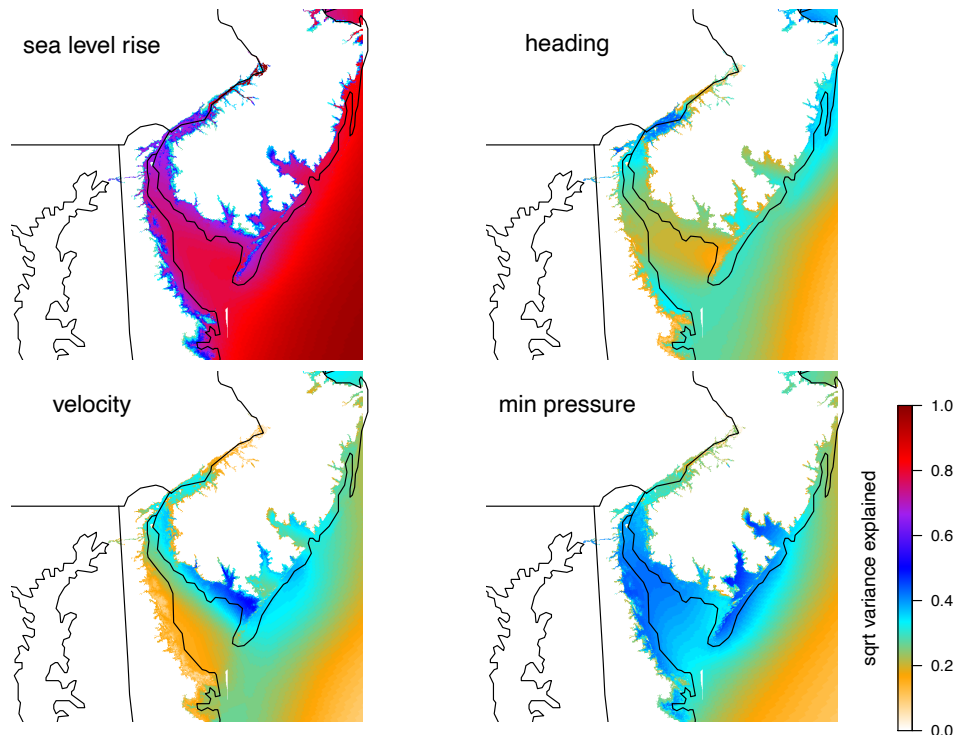 sea level rise
heading
velocity
min pressure
1.0
0.8
0.6
0.4
0.2
0.0
sqrt variance explained